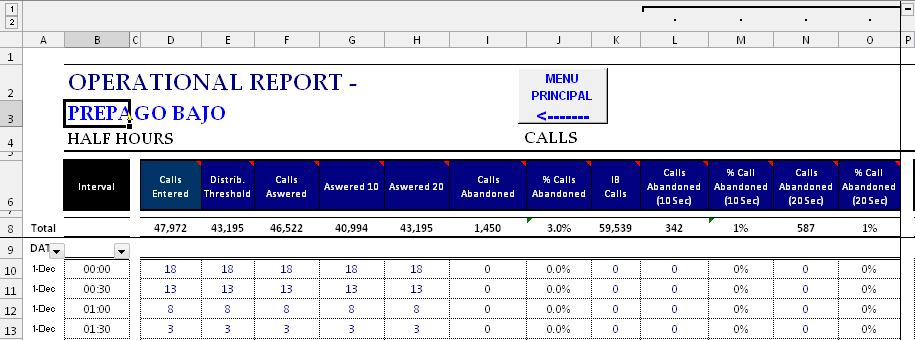 1
2
A B C D E F G H I J K L M N O P
1
2 OPERATIONAL REPORT - MENU PRINCIPAL <-------
3 PREPAGO BAJO
4 HALF HOURS CALLS
5
6 Interval Calls Entered Distrib. Threshold Calls Aswered Aswered 10 Aswered 20 Calls Abandoned % Calls Abandoned IB Calls Calls Abandoned (10 Sec) % Call Abandoned (10 Sec) Calls Abandoned (20 Sec) % Call Abandoned (20 Sec)
7
8 Total 47,972 43,195 46,522 40,994 43,195 1,450 3.0% 59,539 342 1% 587 1%
9 DAT
10 1-Dec 00:00 18 18 18 18 18 0 0.0% 0 0 0% 0 0%
11 1-Dec 00:30 13 13 13 13 13 0 0.0% 0 0 0% 0 0%
12 1-Dec 01:00 8 8 8 8 8 0 0.0% 0 0 0% 0 0%
13 1-Dec 01:30 3 3 3 3 3 0 0.0% 0 0 0% 0 0%